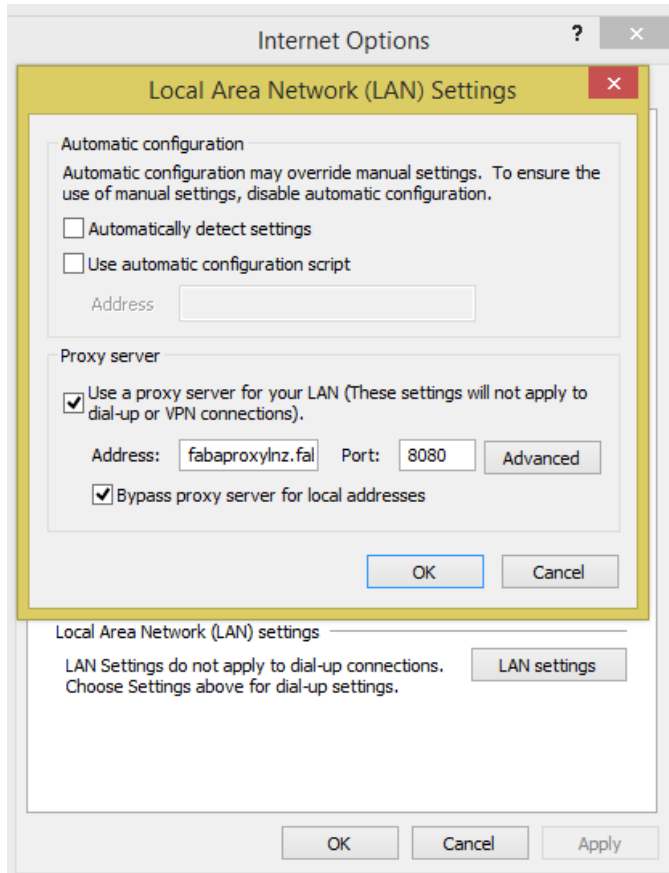 Internet Options
?
Local Area Network (LAN) Settings
Automatic configuration
Automatic configuration may override manual settings. To ensure the
use of manual settings, disable automatic configuration.
Automatically detect settings
Use automatic configuration script
Address
Proxy server
Use a proxy server for your LAN (These settings will not apply to
dial-up or VPN connections).
Address: fabaproxylnz.fal Port: 8080 Advanced
Bypass proxy server for local addresses
OK Cancel
Local Area Network (LAN) settings
LAN Settings do not apply to dial-up connections. LAN settings
Choose Settings above for dial-up settings.
OK Cancel Apply